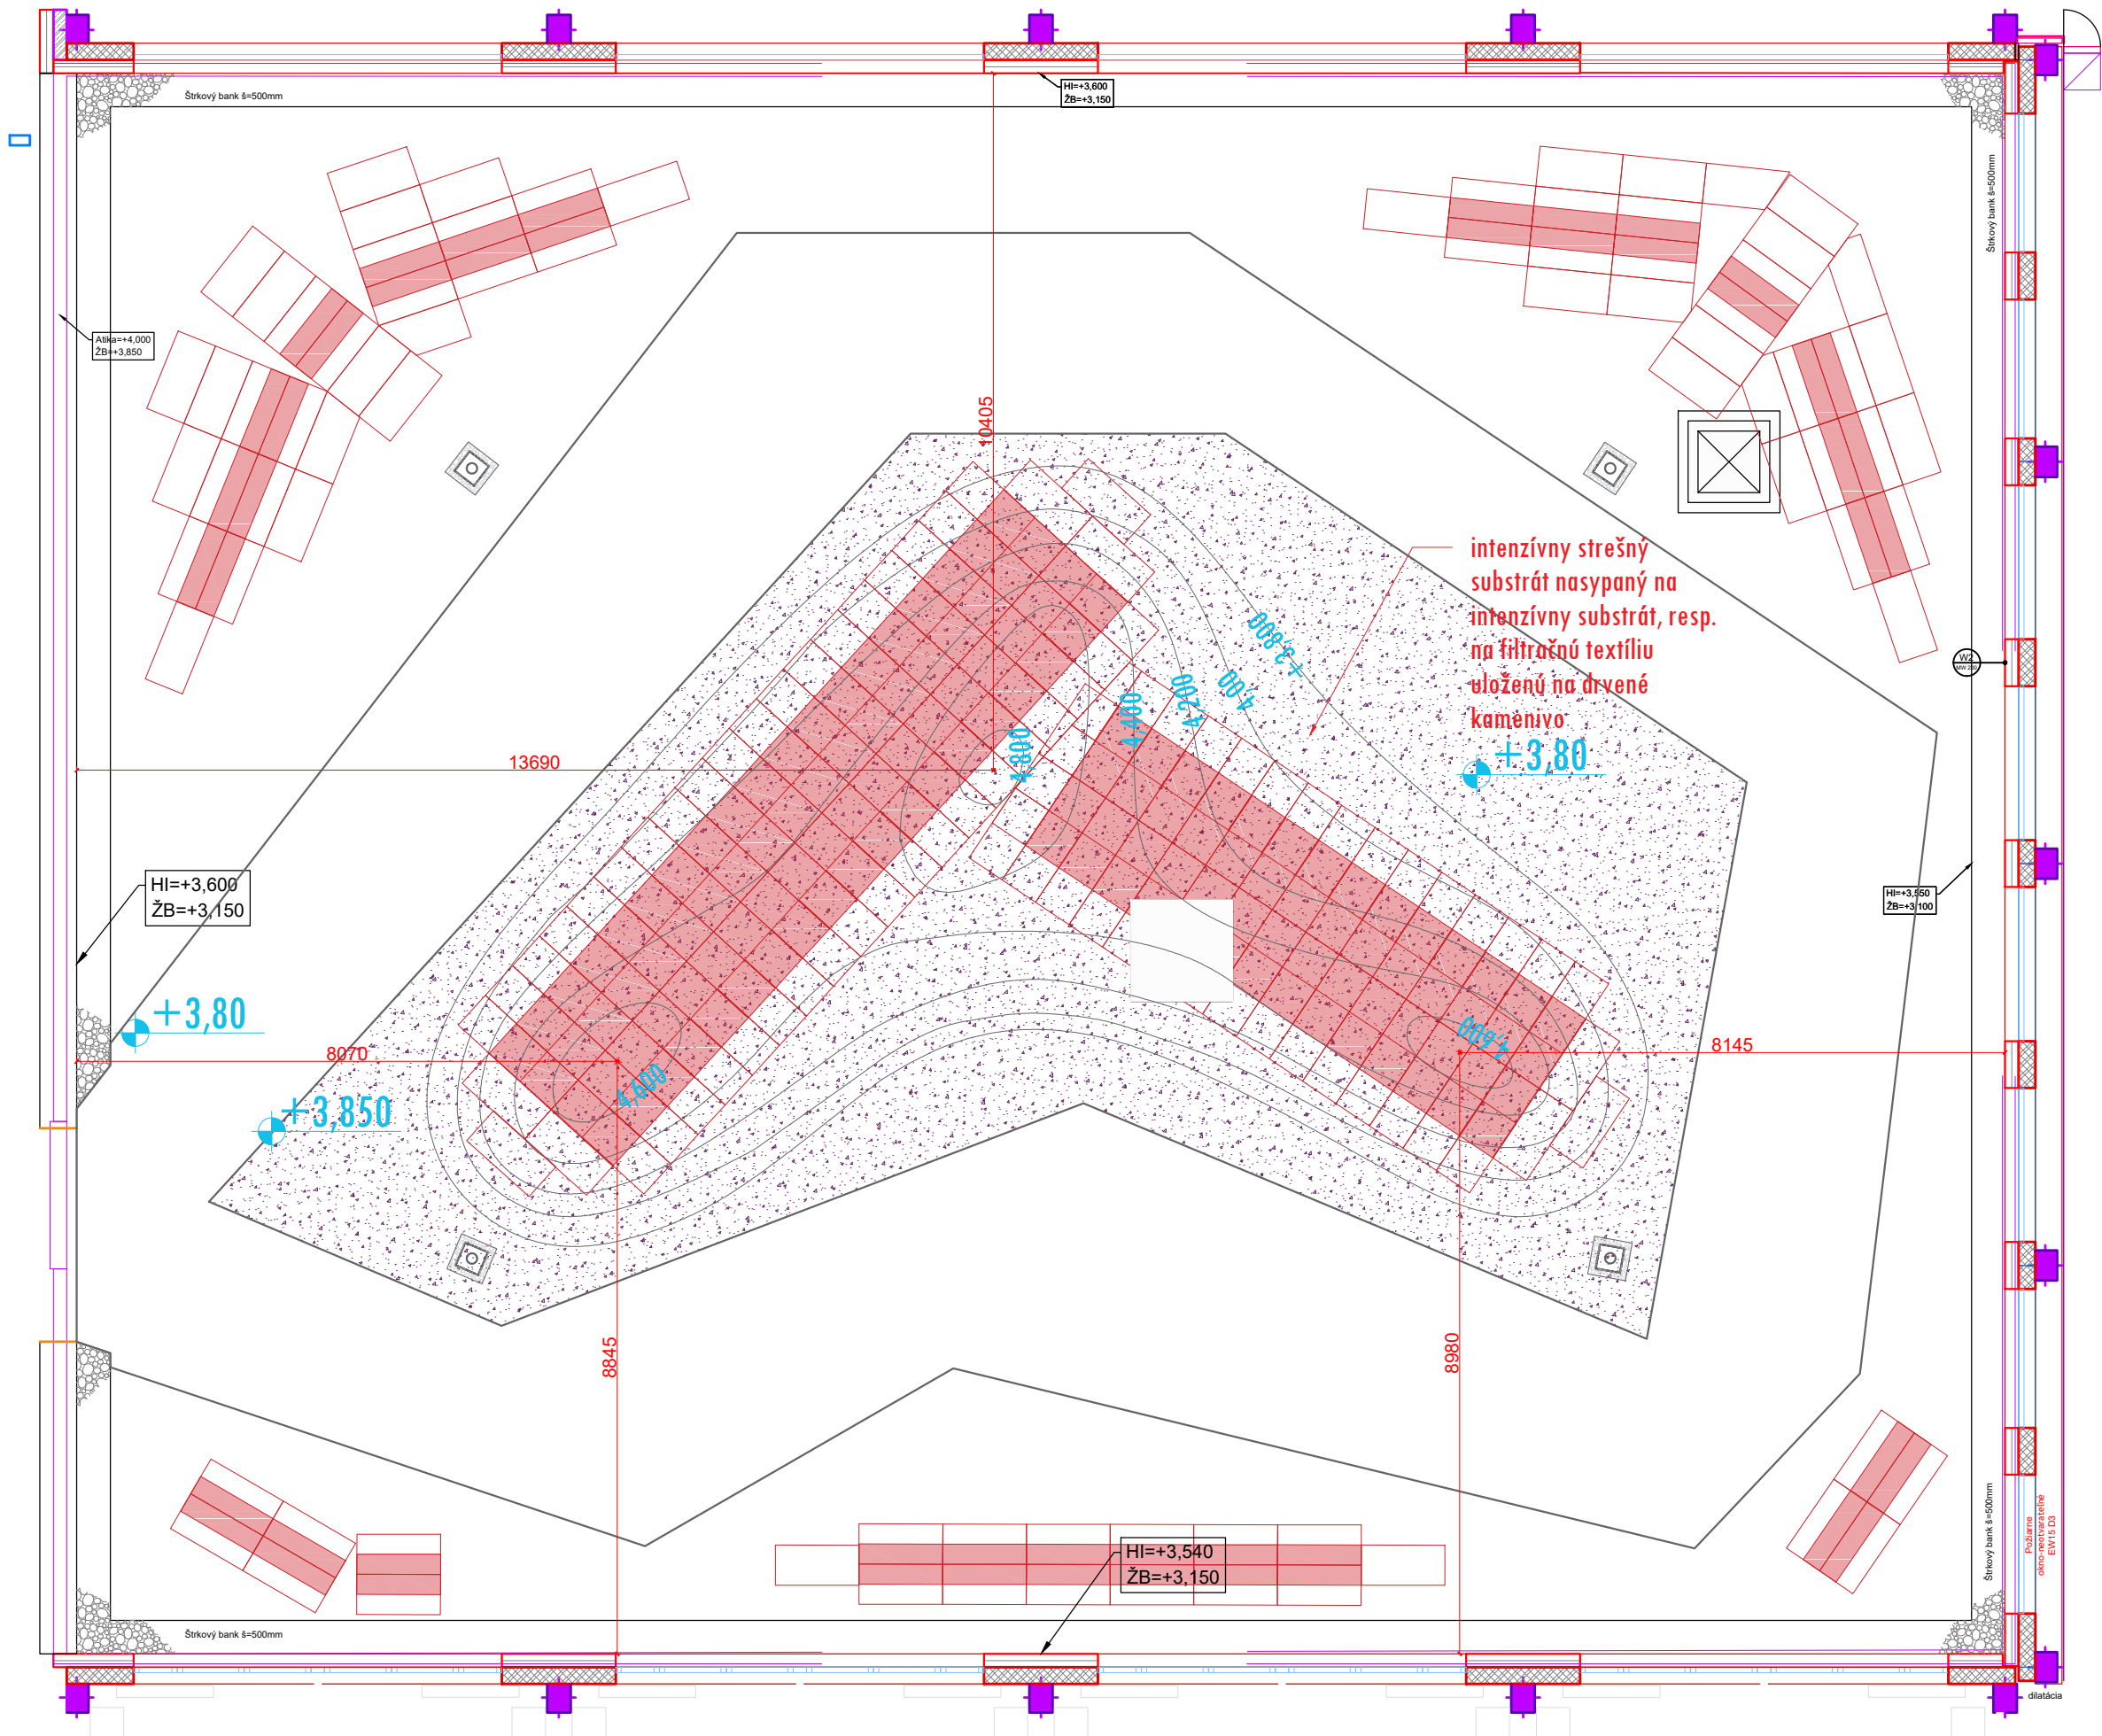 Štrkový bank š=500mm
HI=+3,600
ŽB=+3,150
Štrkový bank š=500mm
Atika=+4,000
ŽB=+3,850
10405
intenzívny strešný
substrát nasypaný na
intenzívny substrát, resp.
na filtračnú textíliu
uloženú na drvené
kamenivo
+3,800
4,00
4,200
4,400
4,800
+3,80
W2
13690
HI=+3,600
ŽB=+3,150
HI=+3,550
ŽB=+3,100
+3,80
8070
4,600
4,600
8145
+3,850
8845
8980
HI=+3,540
ŽB=+3,150
Štrkový bank š=500mm
Požiarne
okno-neotvarateľné
EW15 D3
Štrkový bank š=500mm
dilatácia